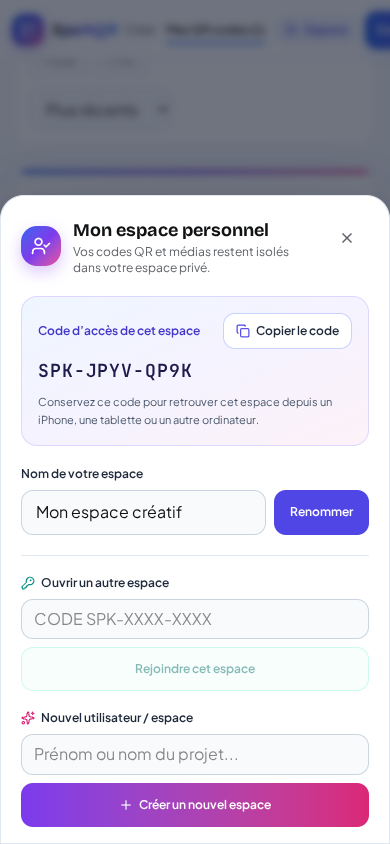 Plus récents
Mon espace personnel
Vos codes QR et médias restent isolés
dans votre espace privé.
Code d'accès de cet espace
Copier le code
SPK-JPYV-QP9K
Conservez ce code pour retrouver cet espace depuis un
iPhone, une tablette ou un autre ordinateur.
Nom de votre espace
Mon espace créatif
Renommer
Ouvrir un autre espace
CODE SPK-XXXX-XXXX
Rejoindre cet espace
Nouvel utilisateur / espace
Prénom ou nom du projet...
Créer un nouvel espace